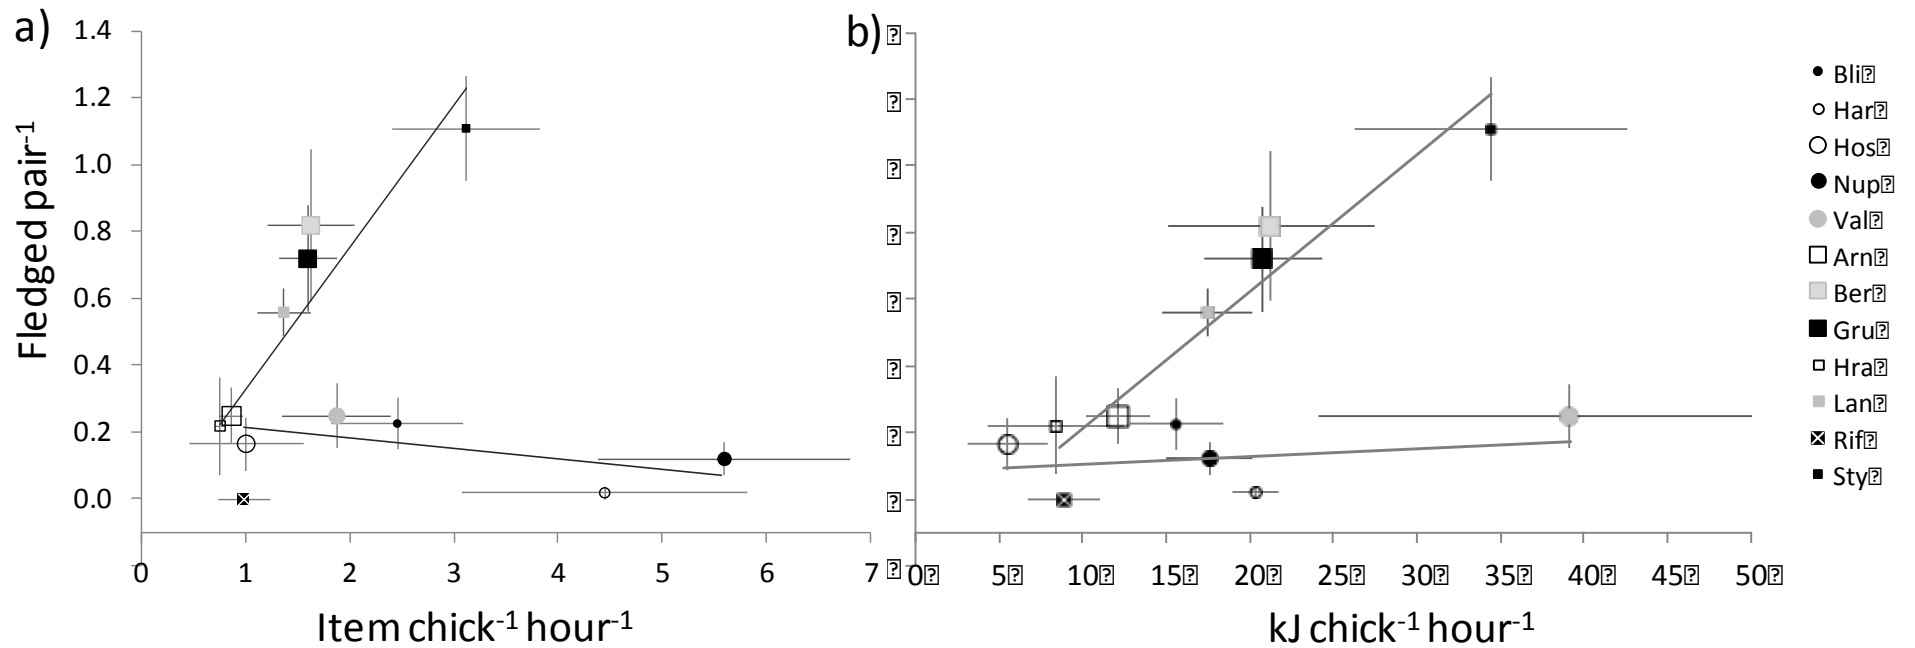 a)
Fledged pair-1
1.4
1.2
1.0
0.8
0.6
0.4
0.2
0.0
0 1 2 3 4 5 6 7
Item chick-1 hour-1
b)
0 5 10 15 20 25 30 35 40 45 50
kJ chick-1 hour-1
Bli
Har
Hos
Nup
Val
Arn
Ber
Gru
Hra
Lan
Rif
Sty